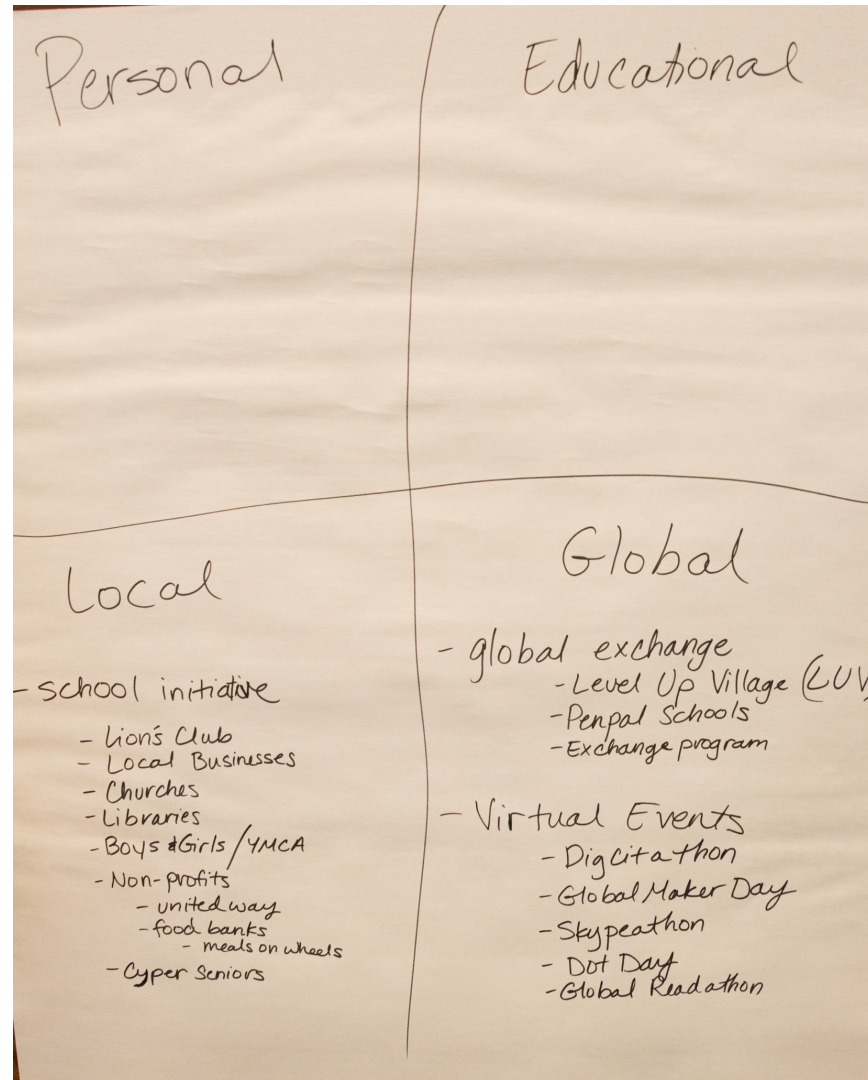 Personal
Educational
Local
- school initiative
- Lion's Club
- Local Businesses
- Churches
- Libraries
- Boys & Girls / YMCA
- Non-profits
- united way
- food banks
- meals on wheels
- Cyper Seniors
Global
- global exchange
- Level Up Village (LUV)
- Penpal Schools
- Exchange program
- Virtual Events
- Digcitathon
- Global Maker Day
- Skypeathon
- Dot Day
- Global Readathon